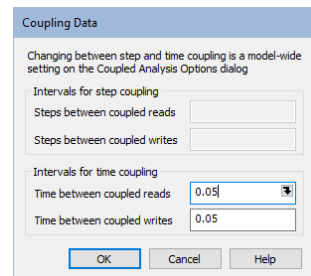 Coupling Data
Changing between step and time coupling is a model-wide
setting on the Coupled Analysis Options dialog
Intervals for step coupling
Steps between coupled reads
Steps between coupled writes
Intervals for time coupling
Time between coupled reads 0.05
Time between coupled writes 0.05
OK Cancel Help